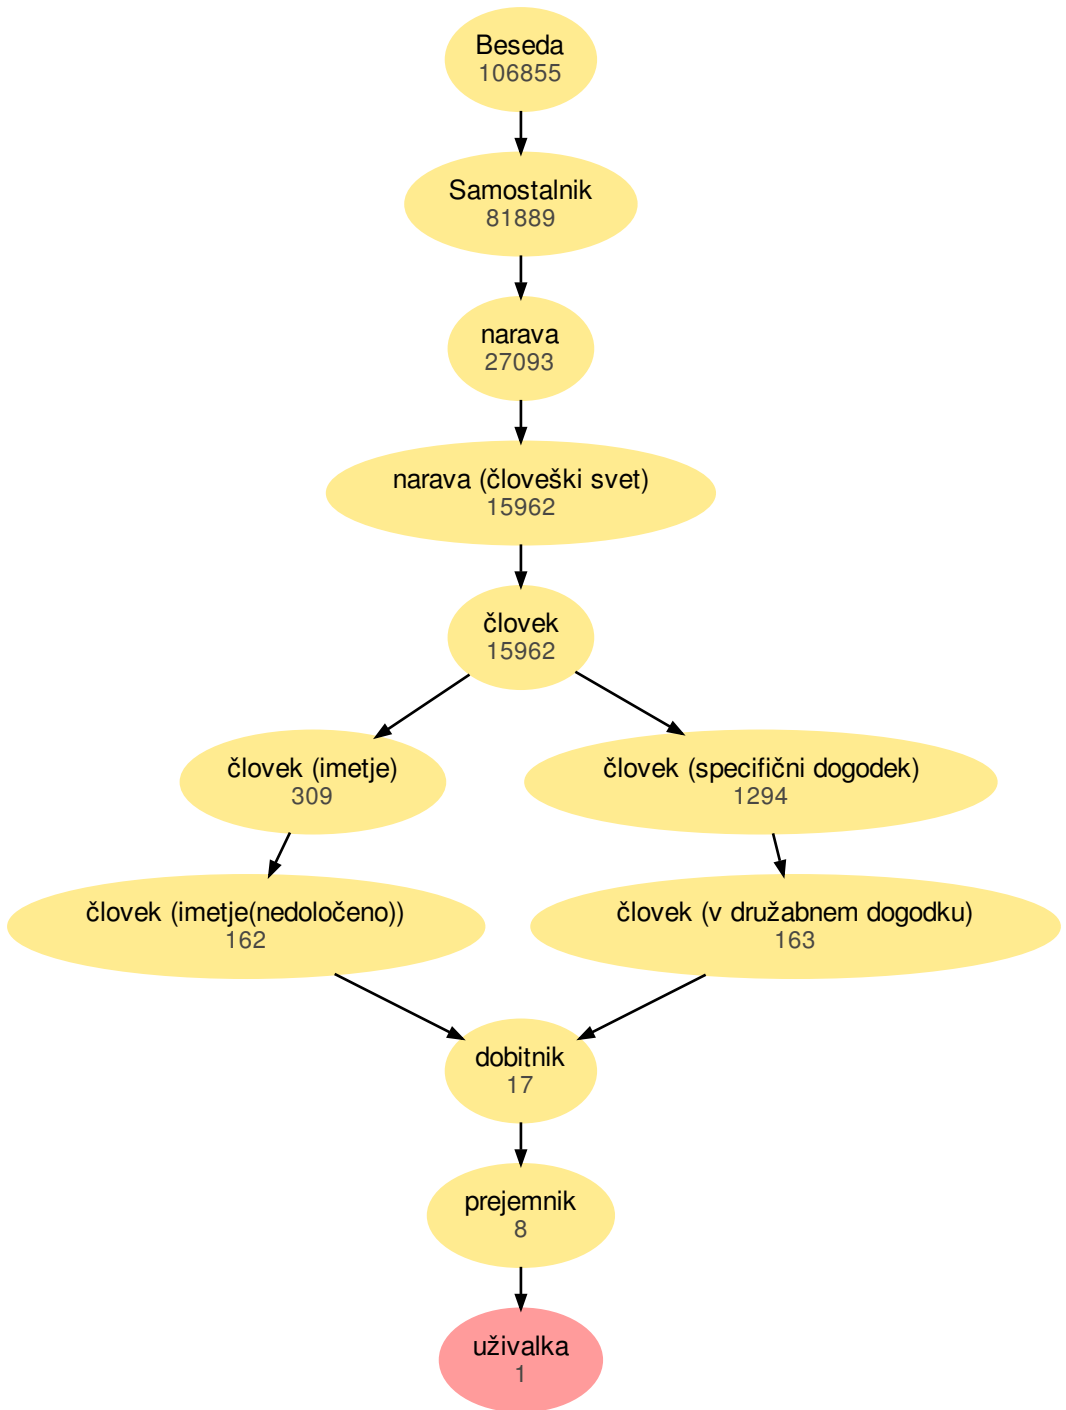 Beseda
106855
Samostalnik
81889
narava
27093
narava (človeški svet)
15962
človek
15962
človek (imetje)
309
človek (specifični dogodek)
1294
človek (imetje(nedoločeno))
162
človek (v družabnem dogodku)
163
dobitnik
17
prejemnik
8
uživalka
1